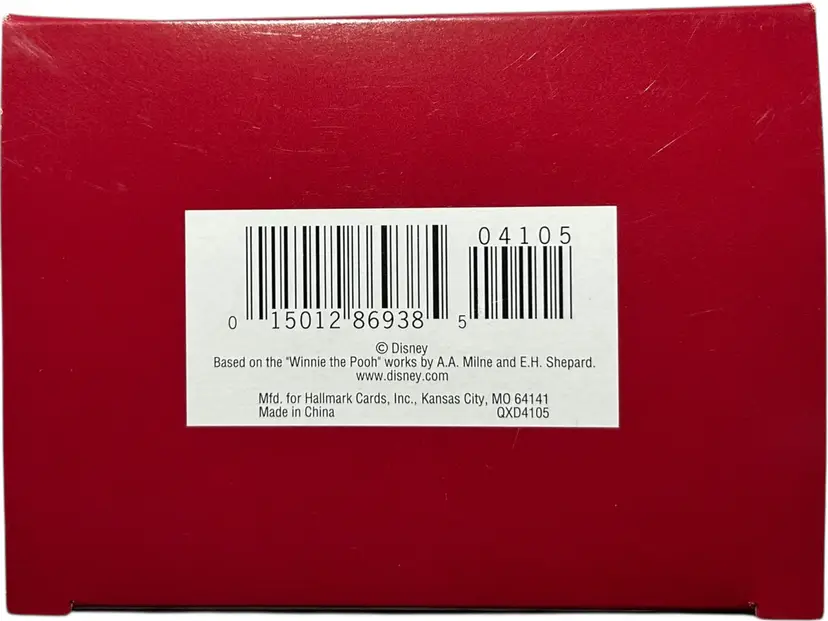 04105
0 15012 86938 5
© Disney
Based on the "Winnie the Pooh" works by A.A. Milne and E.H. Shepard.
www.disney.com
Mfd. for Hallmark Cards, Inc., Kansas City, MO 64141
Made in China QXD4105